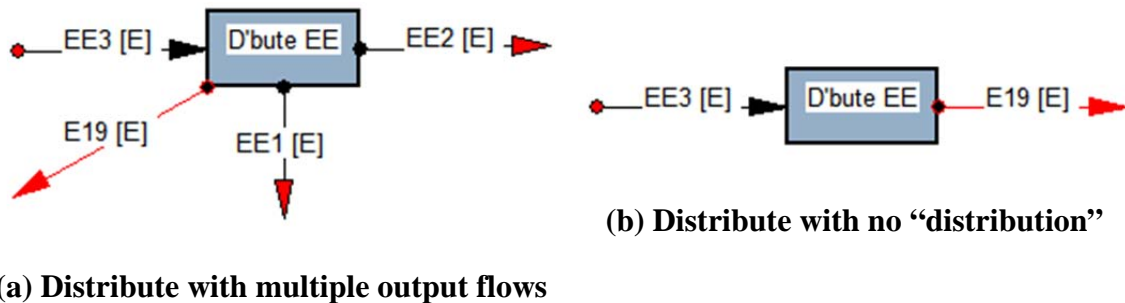 EE3 [E]
D'bute EE
EE2 [E]
E19 [E]
EE1 [E]
(a) Distribute with multiple output flows
EE3 [E]
D'bute EE
E19 [E]
(b) Distribute with no “distribution”